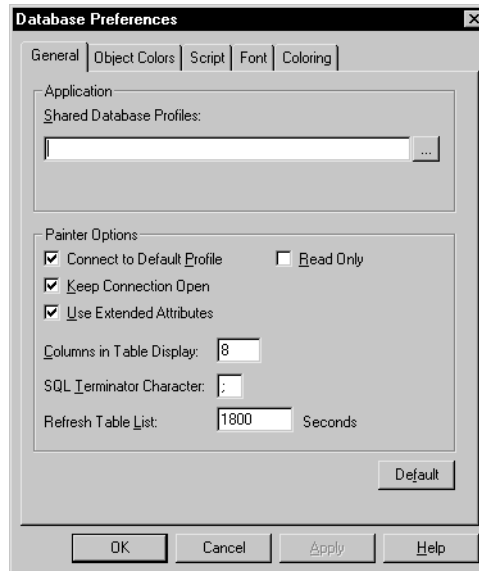 Database Preferences
General Object Colors Script Font Coloring
Application
Shared Database Profiles:
...
Painter Options
Connect to Default Profile Read Only
Keep Connection Open
Use Extended Attributes
Columns in Table Display: 8
SQL Terminator Character: ;
Refresh Table List: 1800 Seconds
Default
OK Cancel Apply Help